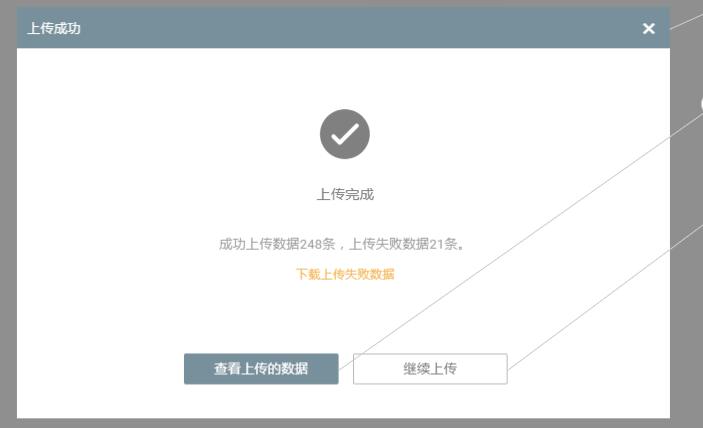 上传成功
上传完成
成功上传数据248条，上传失败数据21条。
下载上传失败数据
查看上传的数据
继续上传